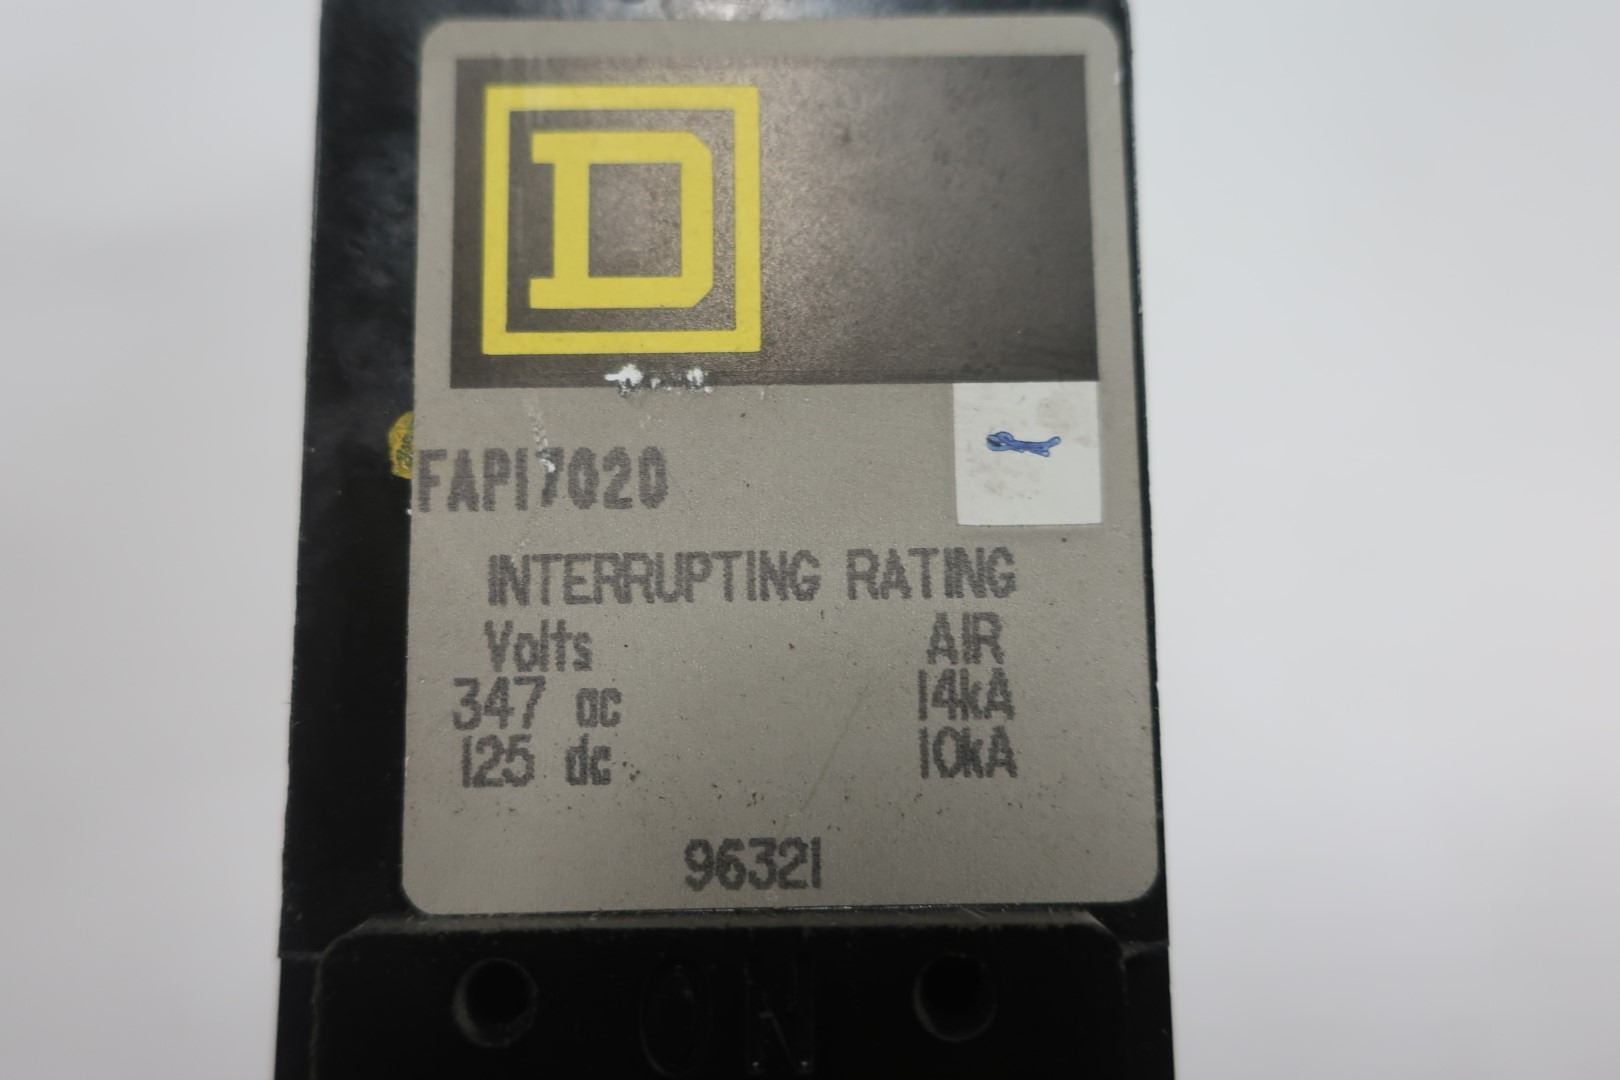 D
FAP17020
INTERRUPTING RATING
Volts AIR
347 ac 14kA
125 dc 10kA
96321
ON